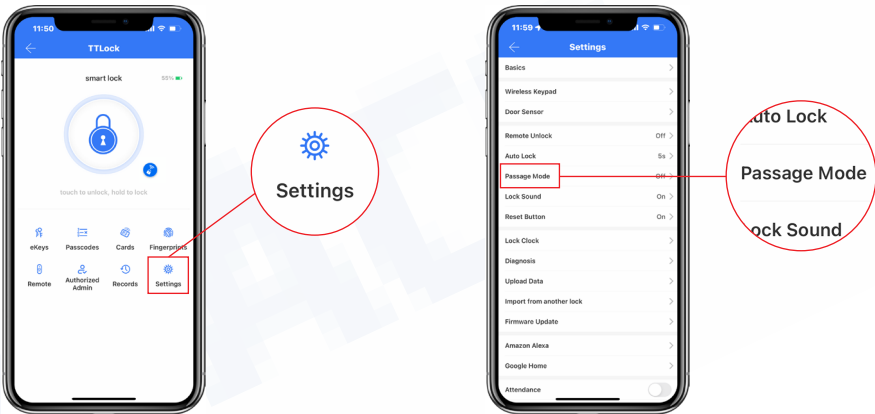 11:50
TTLock
smart lock
95%
touch to unlock, hold to lock
eKeys Passcodes Cards Fingerprints
Remote Authorized Admin Records Settings
Settings
11:59
Settings
Basics
Wireless Keypad
Door Sensor
Remote Unlock Off
Auto Lock 5s
Passage Mode Off
Lock Sound On
Reset Button On
Lock Clock
Diagnosis
Upload Data
Import from another lock
Firmware Update
Amazon Alexa
Google Home
Attendance
uto Lock
Passage Mode
ock Sound